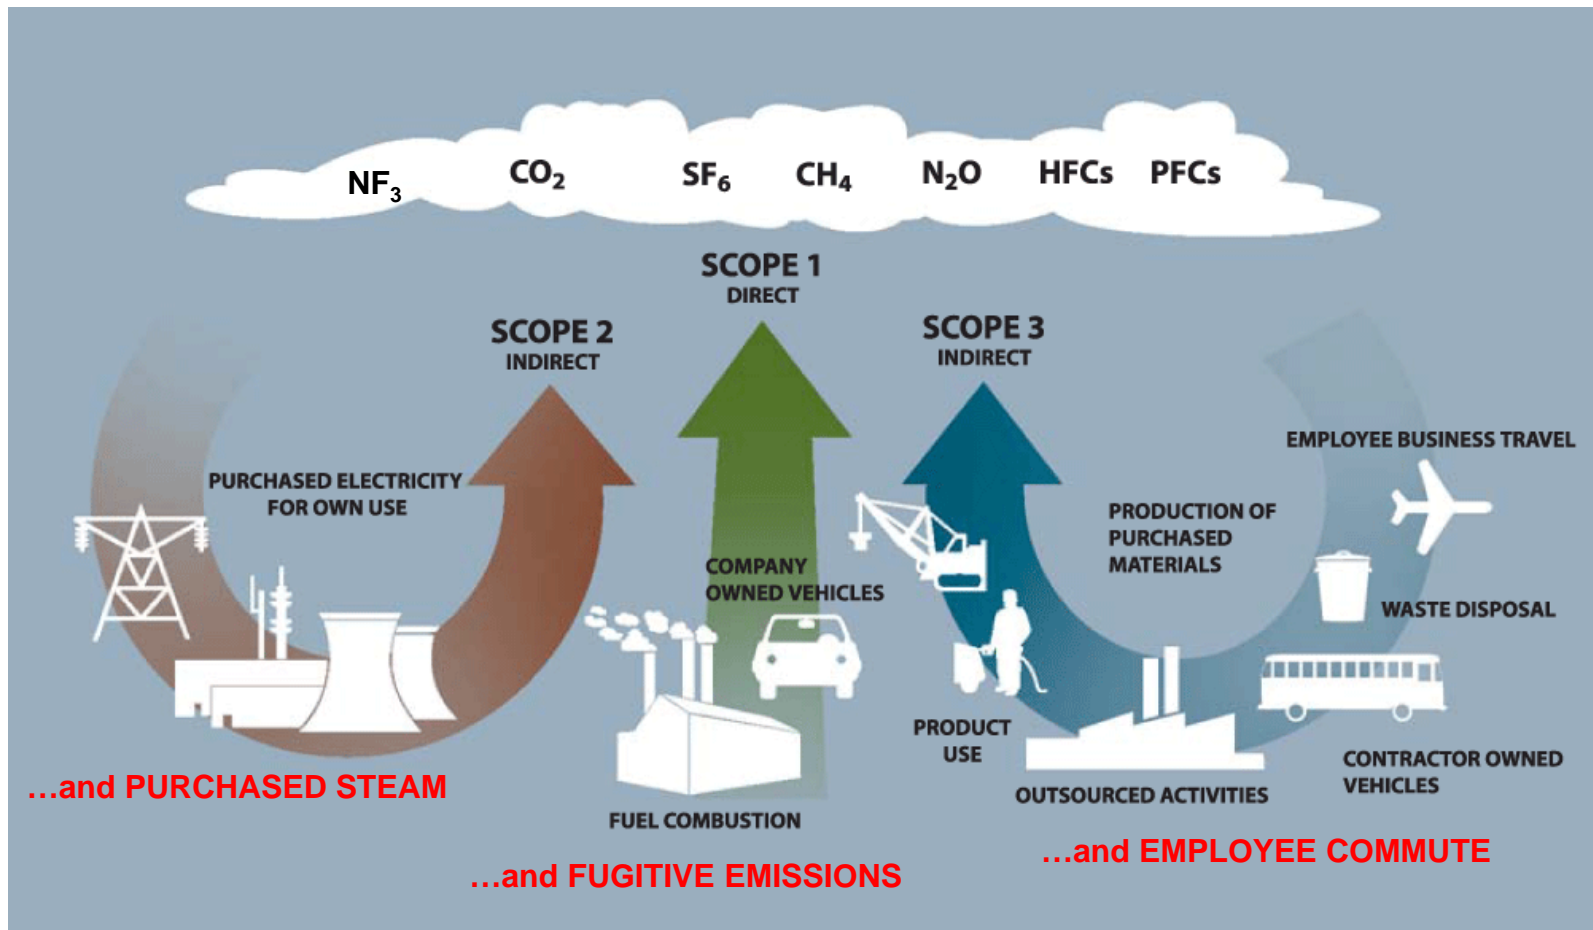 NF₃ CO₂ SF₆ CH₄ N₂O HFCs PFCs
SCOPE 1
DIRECT
SCOPE 2
INDIRECT
SCOPE 3
INDIRECT
PURCHASED ELECTRICITY
FOR OWN USE
COMPANY
OWNED VEHICLES
PRODUCTION OF
PURCHASED
MATERIALS
EMPLOYEE BUSINESS TRAVEL
WASTE DISPOSAL
PRODUCT
USE
CONTRACTOR OWNED
VEHICLES
OUTSOURCED ACTIVITIES
FUEL COMBUSTION
…and PURCHASED STEAM
…and FUGITIVE EMISSIONS
…and EMPLOYEE COMMUTE